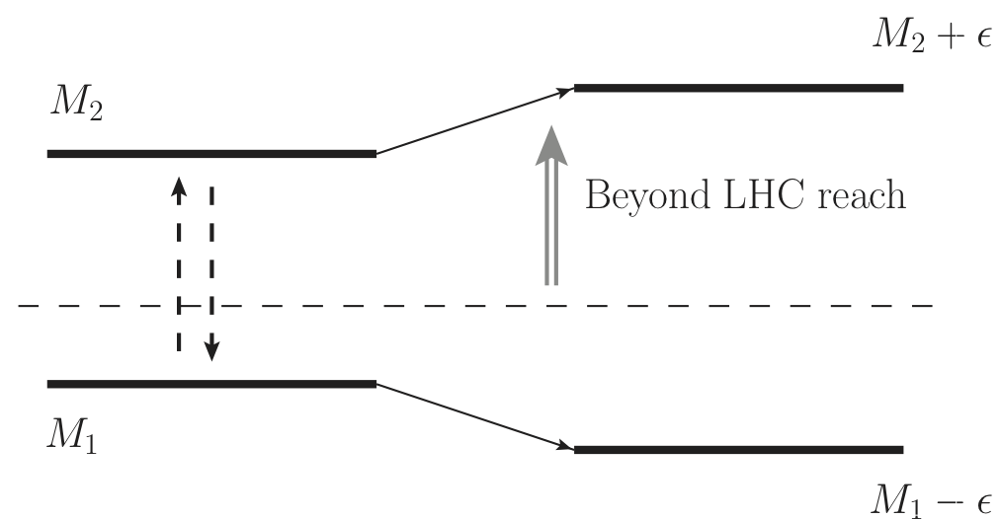 M₂ + ϵ
M₂
Beyond LHC reach
M₁
M₁ − ϵ